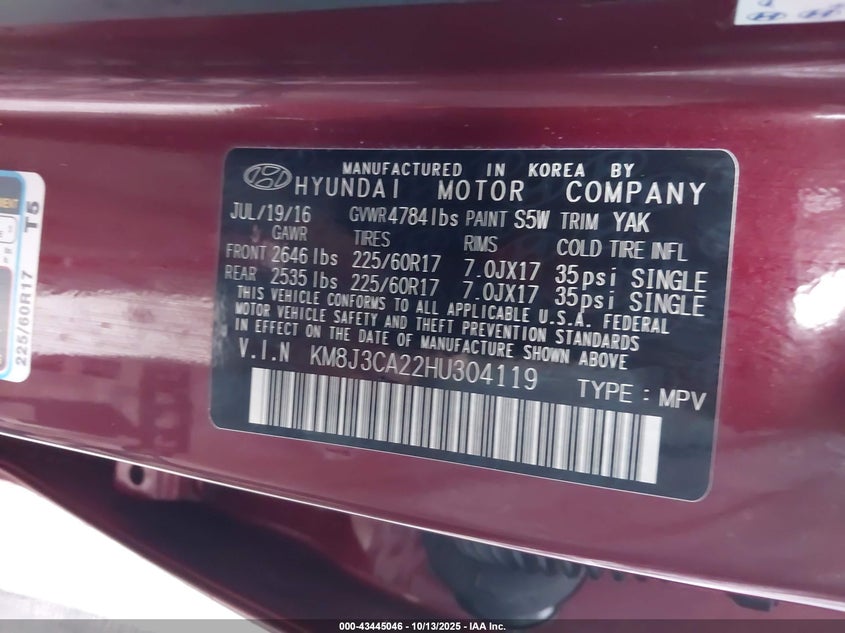 MANUFACTURED IN KOREA BY
HYUNDAI MOTOR COMPANY
JUL/19/16 GVWR 4784 lbs PAINT S5W TRIM YAK
GAWR TIRES RIMS COLD TIRE INFL
FRONT 2646 lbs 225/60R17 7.0JX17 35psi SINGLE
REAR 2535 lbs 225/60R17 7.0JX17 35psi SINGLE
THIS VEHICLE CONFORMS TO ALL APPLICABLE U.S.A. FEDERAL
MOTOR VEHICLE SAFETY AND THEFT PREVENTION STANDARDS
IN EFFECT ON THE DATE OF MANUFACTURE SHOWN ABOVE
V.I.N KM8J3CA22HU304119
TYPE : MPV
225/60R17 T5
000-43445046 - 10/13/2025 - IAA Inc.